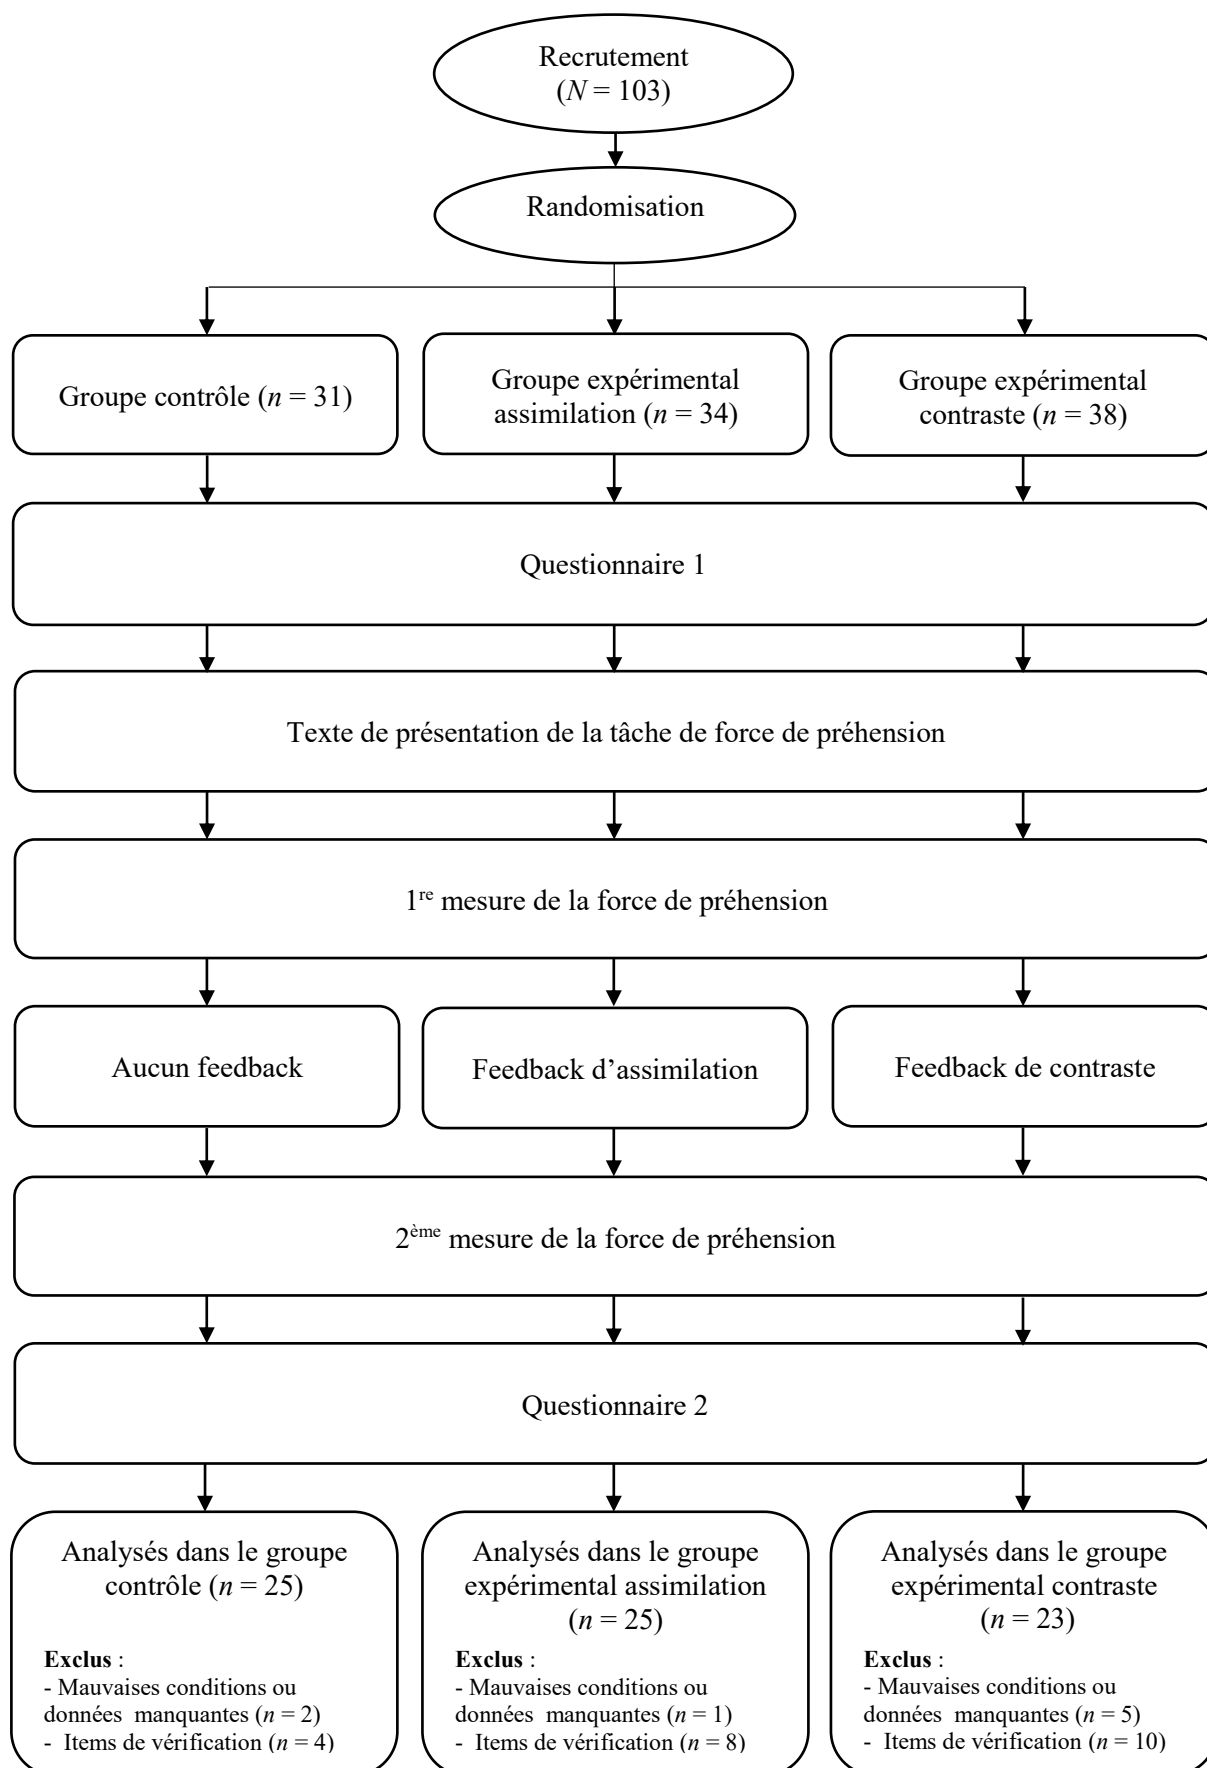 Recrutement
(N = 103)
Randomisation
Groupe contrôle (n = 31)
Groupe expérimental
assimilation (n = 34)
Groupe expérimental
contraste (n = 38)
Questionnaire 1
Texte de présentation de la tâche de force de préhension
1re mesure de la force de préhension
Aucun feedback
Feedback d’assimilation
Feedback de contraste
2ème mesure de la force de préhension
Questionnaire 2
Analysés dans le groupe
contrôle (n = 25)
Exclus :
- Mauvaises conditions ou
données manquantes (n = 2)
- Items de vérification (n = 4)
Analysés dans le groupe
expérimental assimilation
(n = 25)
Exclus :
- Mauvaises conditions ou
données manquantes (n = 1)
- Items de vérification (n = 8)
Analysés dans le groupe
expérimental contraste
(n = 23)
Exclus :
- Mauvaises conditions ou
données manquantes (n = 5)
- Items de vérification (n = 10)